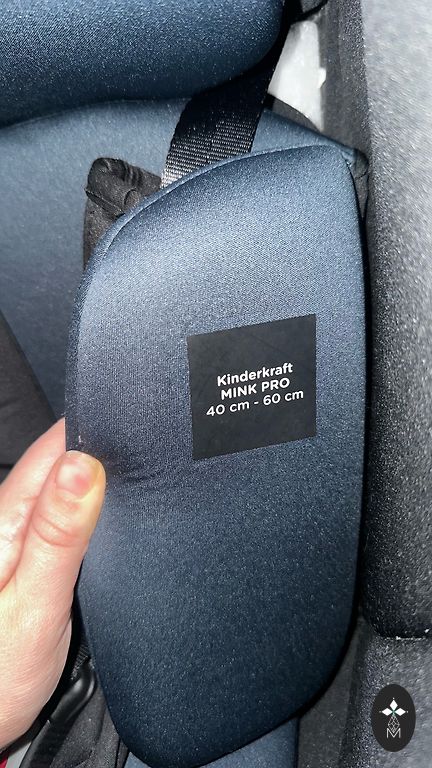 Kinderkraft
MINK PRO
40 cm - 60 cm